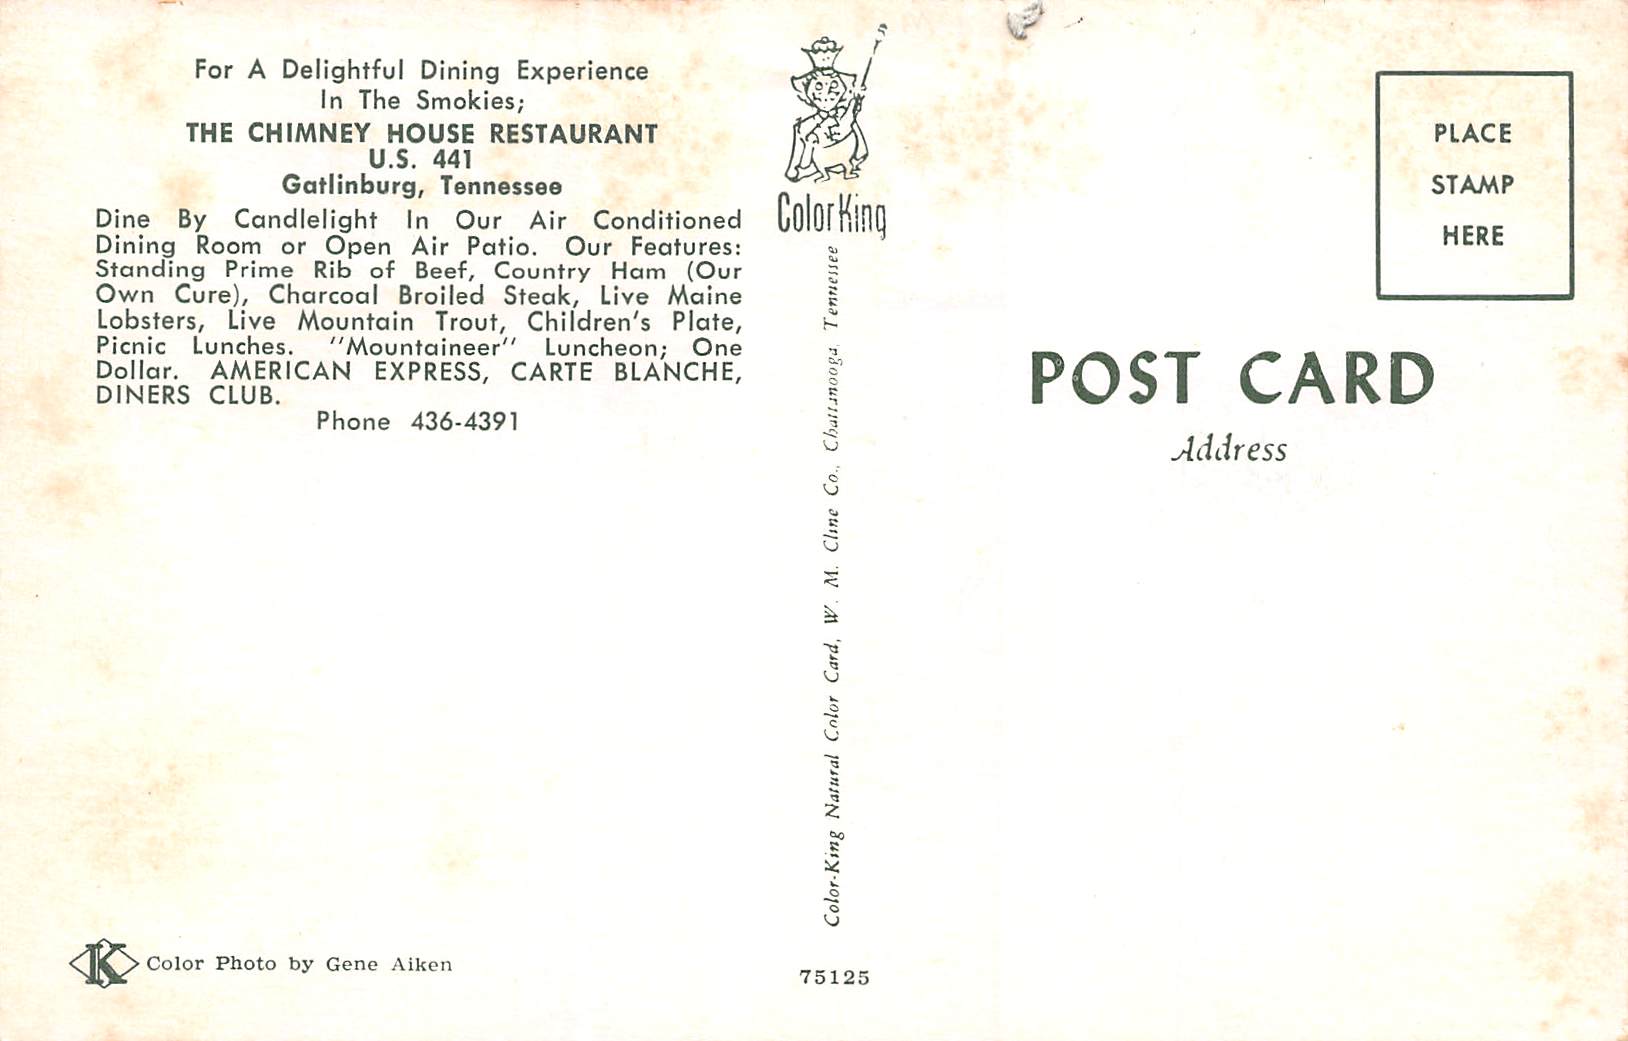 For A Delightful Dining Experience
In The Smokies;
THE CHIMNEY HOUSE RESTAURANT
U.S. 441
Gatlinburg, Tennessee
Dine By Candlelight In Our Air Conditioned
Dining Room or Open Air Patio. Our Features:
Standing Prime Rib of Beef, Country Ham (Our
Own Cure), Charcoal Broiled Steak, Live Maine
Lobsters, Live Mountain Trout, Children's Plate,
Picnic Lunches. "Mountaineer" Luncheon; One
Dollar. AMERICAN EXPRESS, CARTE BLANCHE,
DINERS CLUB.
Phone 436-4391
K Color Photo by Gene Aiken
ColorKing
Color-King Natural Color Card, W. M. Cline Co., Chattanooga, Tennessee
75125
PLACE
STAMP
HERE
POST CARD
Address